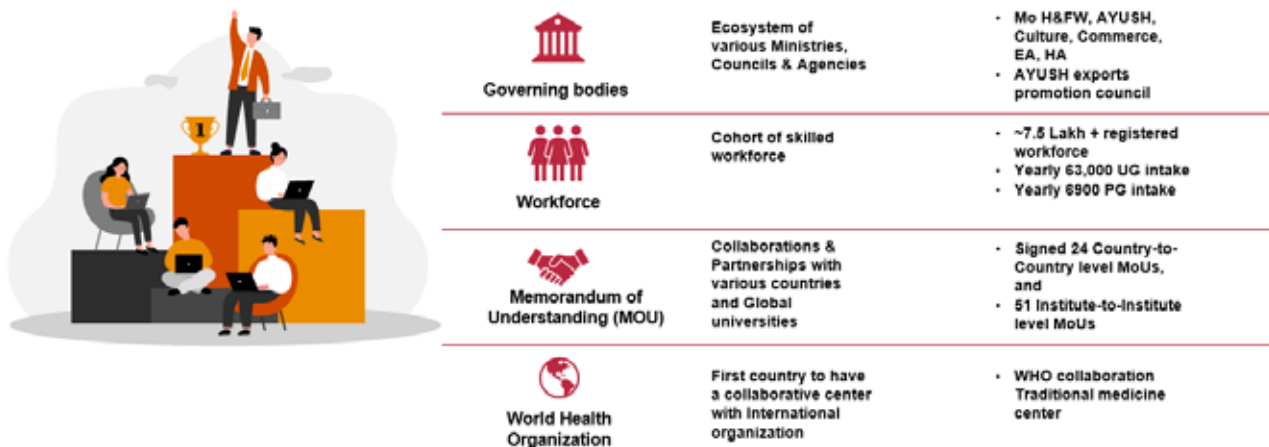 1
Governing bodies
Ecosystem of
various Ministries,
Councils & Agencies
• Mo H&FW, AYUSH,
Culture, Commerce,
EA, HA
• AYUSH exports
promotion council
Workforce
Cohort of skilled
workforce
• ~7.5 Lakh + registered
workforce
• Yearly 63,000 UG intake
• Yearly 6900 PG intake
Memorandum of
Understanding (MOU)
Collaborations &
Partnerships with
various countries
and Global
universities
• Signed 24 Country-to-
Country level MoUs,
and
• 51 Institute-to-Institute
level MoUs
World Health
Organization
First country to have
a collaborative center
with International
organization
• WHO collaboration
Traditional medicine
center